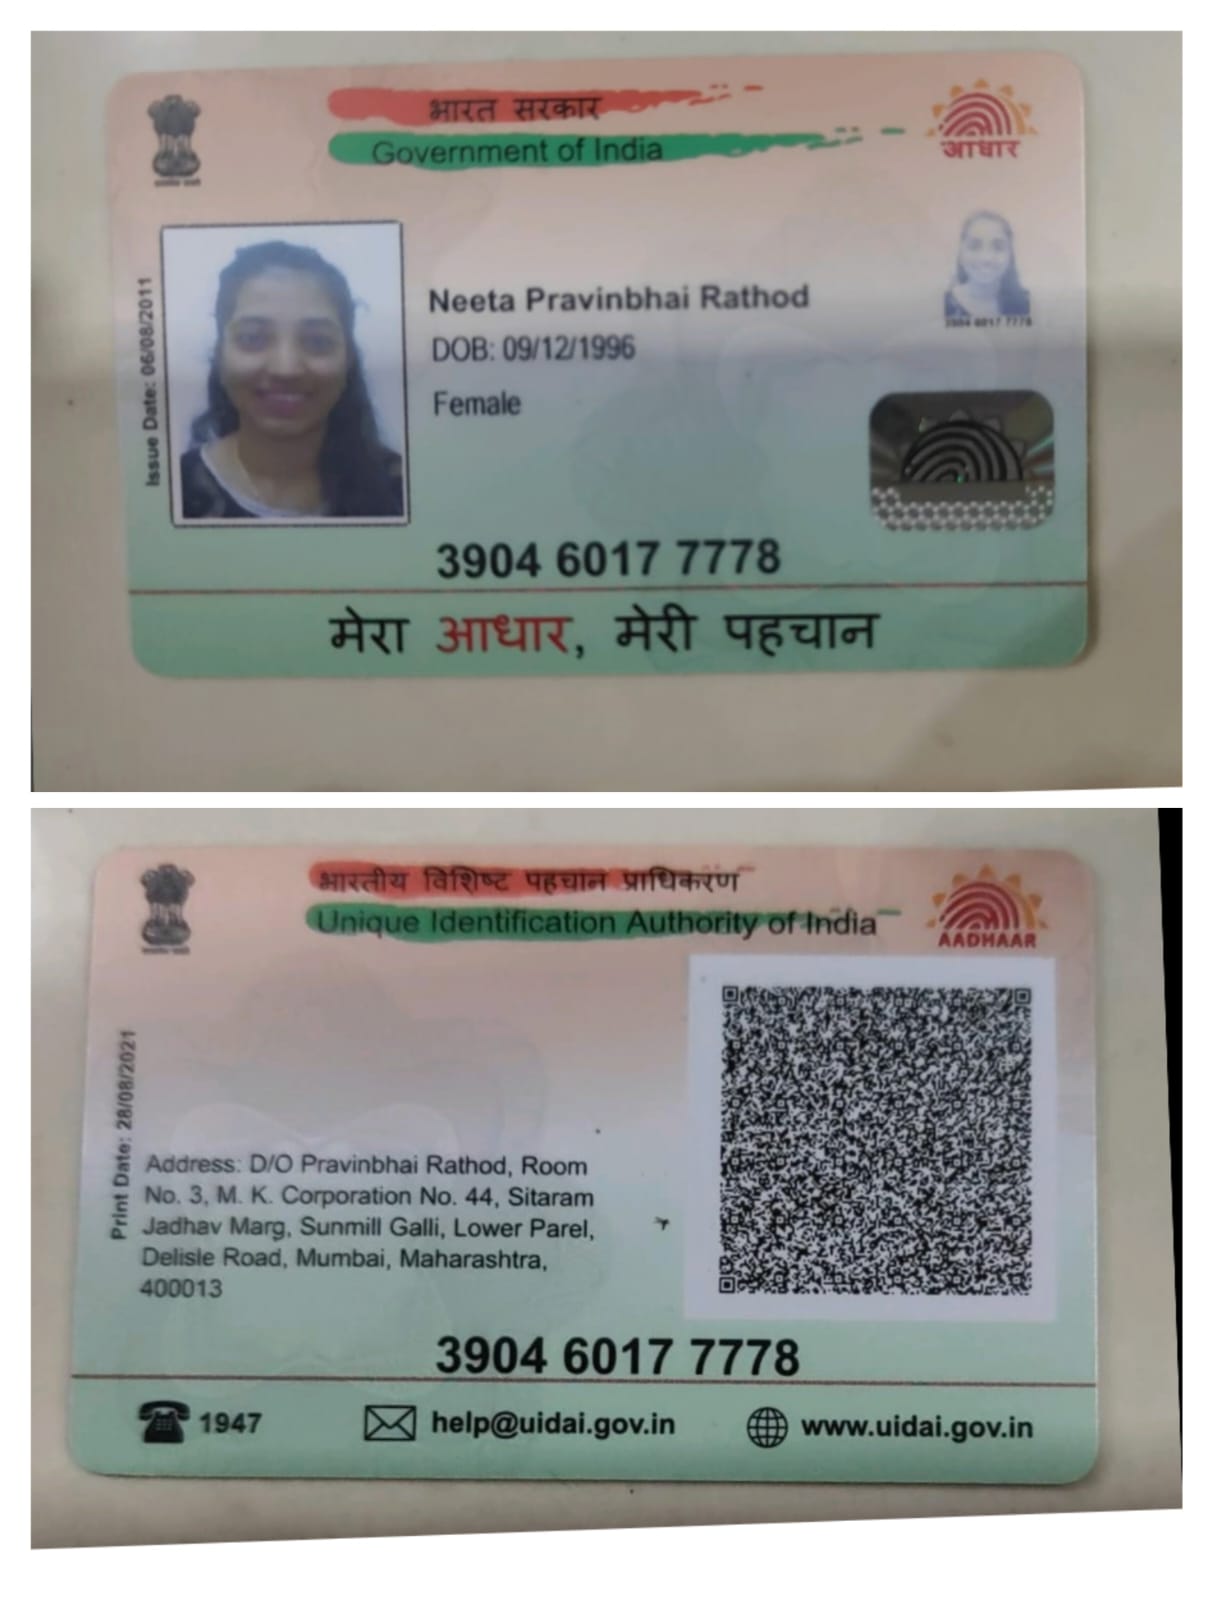 भारत सरकार
Government of India
आधार
Issue Date: 06/08/2011
Neeta Pravinbhai Rathod
DOB: 09/12/1996
Female
3904 6017 7778
3904 6017 7778
मेरा आधार, मेरी पहचान
भारतीय विशिष्ट पहचान प्राधिकरण
Unique Identification Authority of India
AADHAAR
Print Date: 28/08/2021
Address: D/O Pravinbhai Rathod, Room
No. 3, M. K. Corporation No. 44, Sitaram
Jadhav Marg, Sunmill Galli, Lower Parel,
Delisle Road, Mumbai, Maharashtra,
400013
3904 6017 7778
1947
help@uidai.gov.in
www.uidai.gov.in